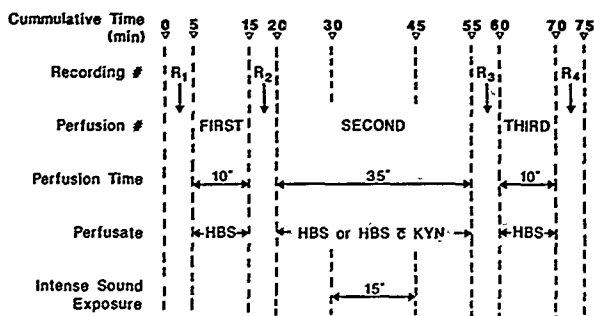 Cummulative Time (min) 0 5 15 20 30 45 55 60 70 75
Recording # R1 R2 R3 R4
Perfusion # FIRST SECOND THIRD
Perfusion Time 10" 35" 10"
Perfusate HBS HBS or HBS c̄ KYN HBS
Intense Sound Exposure 15"